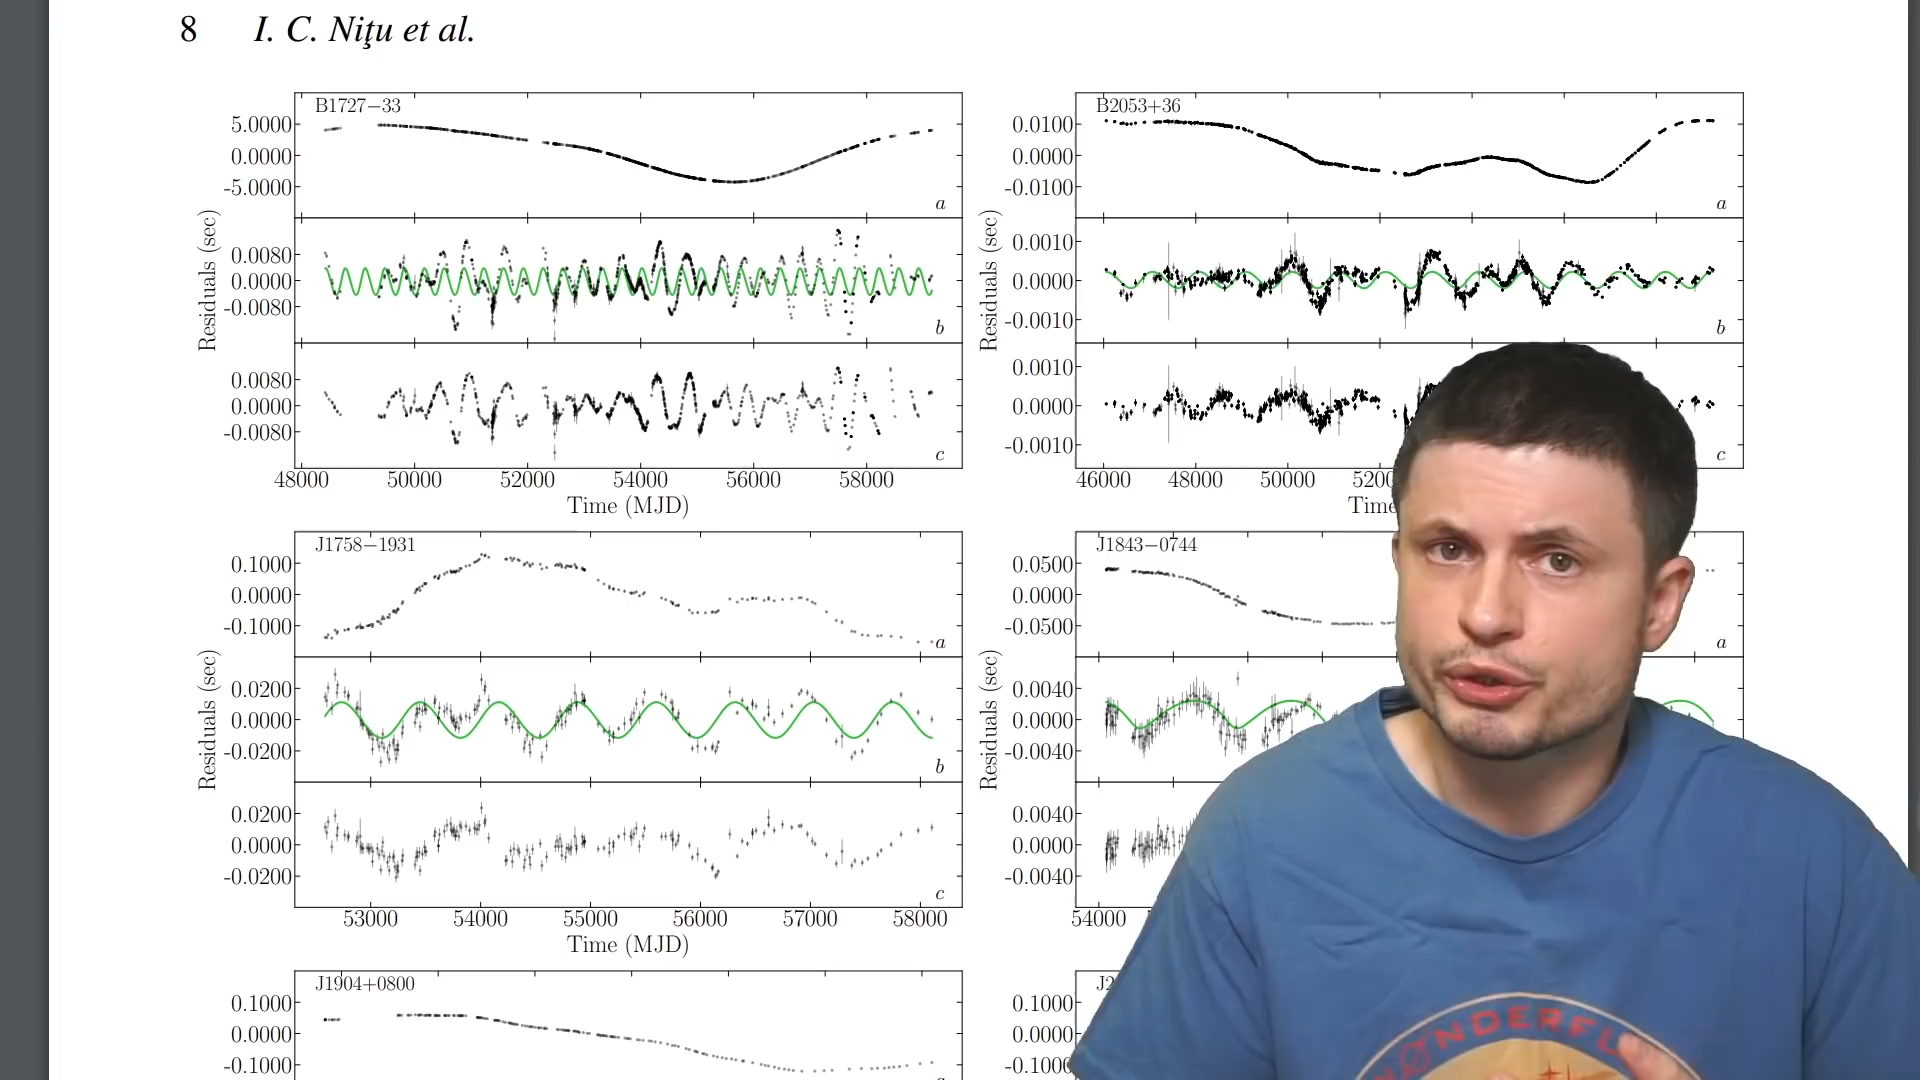 8 I. C. Niţu et al.
B1727−33
5.0000
0.0000
-5.0000
a
0.0080
0.0000
-0.0080
b
0.0080
0.0000
-0.0080
c
Residuals (sec)
48000 50000 52000 54000 56000 58000
Time (MJD)
B2053+36
0.0100
0.0000
-0.0100
a
0.0010
0.0000
-0.0010
b
0.0010
0.0000
-0.0010
c
Residuals (sec)
46000 48000 50000 520
Time
J1758−1931
0.1000
0.0000
-0.1000
a
0.0200
0.0000
-0.0200
b
0.0200
0.0000
-0.0200
c
Residuals (sec)
53000 54000 55000 56000 57000 58000
Time (MJD)
J1843−0744
0.0500
0.0000
-0.0500
a
0.0040
0.0000
-0.0040
0.0040
0.0000
-0.0040
Residuals (sec)
54000
J1904+0800
0.1000
0.0000
-0.1000
J2
0.1000
0.0000
-0.1000
NDERFU